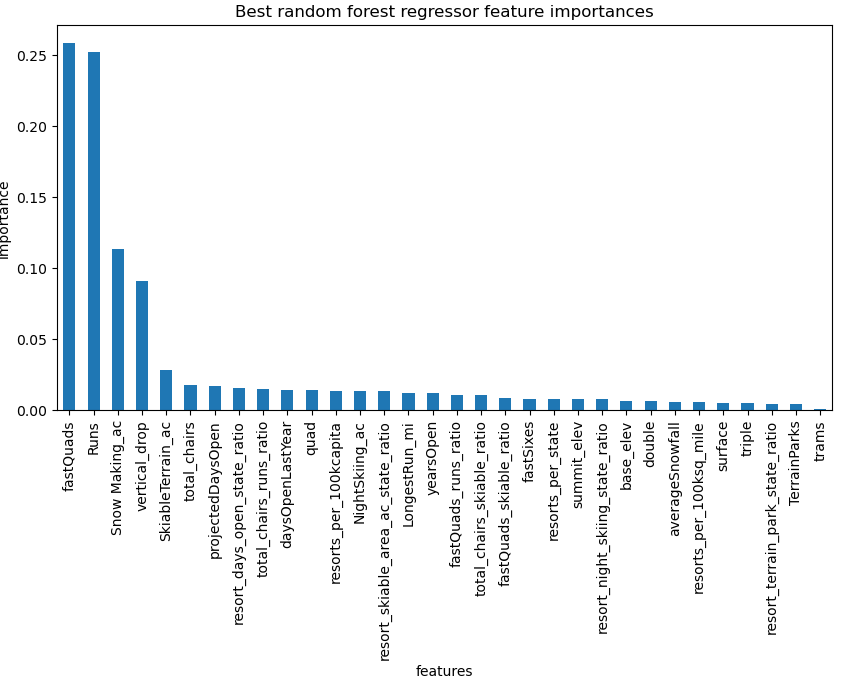 Best random forest regressor feature importances
importance
0.25
0.20
0.15
0.10
0.05
0.00
fastQuads
Runs
Snow Making_ac
vertical_drop
SkiableTerrain_ac
total_chairs
projectedDaysOpen
resort_days_open_state_ratio
total_chairs_runs_ratio
daysOpenLastYear
quad
resorts_per_100kcapita
NightSkiing_ac
resort_skiable_area_ac_state_ratio
LongestRun_mi
yearsOpen
fastQuads_runs_ratio
total_chairs_skiable_ratio
fastQuads_skiable_ratio
fastSixes
resorts_per_state
summit_elev
resort_night_skiing_state_ratio
base_elev
double
averageSnowfall
resorts_per_100ksq_mile
surface
triple
resort_terrain_park_state_ratio
TerrainParks
trams
features